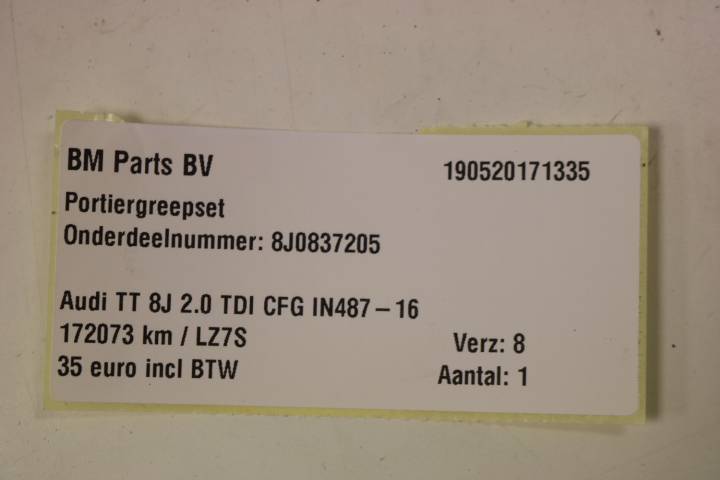 BM Parts BV 190520171335
Portiergreepset
Onderdeelnummer: 8J0837205
Audi TT 8J 2.0 TDI CFG IN487-16
172073 km / LZ7S Verz: 8
35 euro incl BTW Aantal: 1